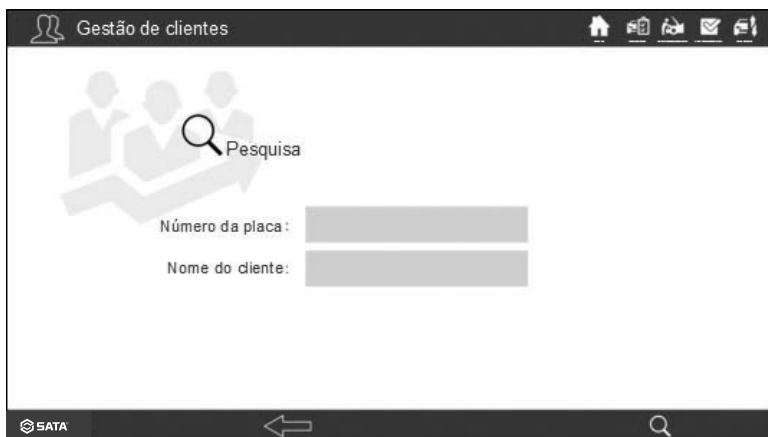 Gestão de clientes
Pesquisa
Número da placa:
Nome do cliente:
SATA